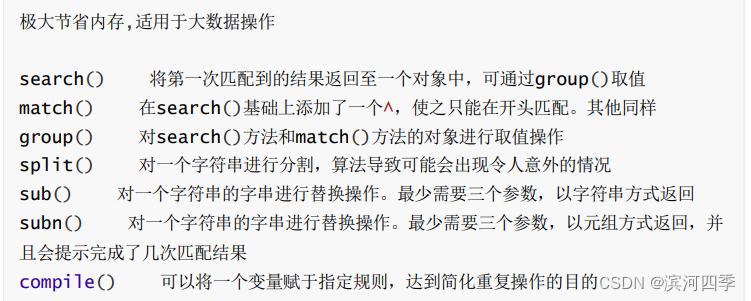 极大节省内存,适用于大数据操作
search() 将第一次匹配到的结果返回至一个对象中，可通过group()取值
match() 在search()基础上添加了一个^，使之只能在开头匹配。其他同样
group() 对search()方法和match()方法的对象进行取值操作
split() 对一个字符串进行分割，算法导致可能会出现令人意外的情况
sub() 对一个字符串的字串进行替换操作。最少需要三个参数，以字符串方式返回
subn() 对一个字符串的字串进行替换操作。最少需要三个参数，以元组方式返回，并
且会提示完成了几次匹配结果
compile() 可以将一个变量赋于指定规则，达到简化重复操作的目的
CSDN @滨河四季